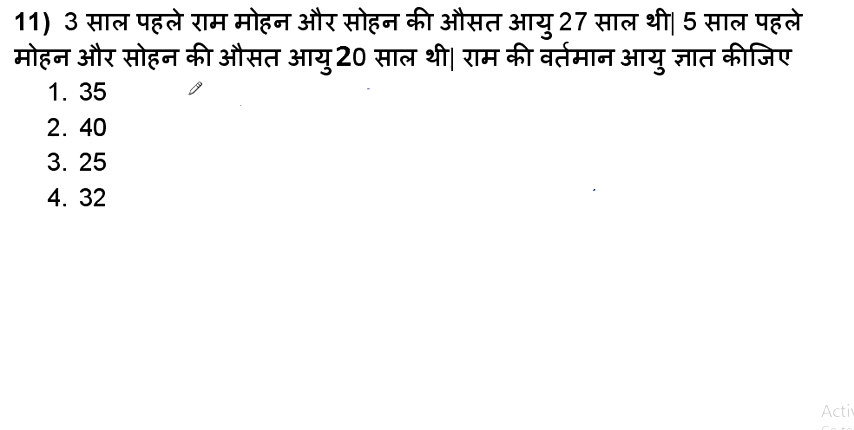 11) 3 साल पहले राम मोहन और सोहन की औसत आयु 27 साल थी| 5 साल पहले
मोहन और सोहन की औसत आयु 20 साल थी| राम की वर्तमान आयु ज्ञात कीजिए
1. 35
2. 40
3. 25
4. 32
Activ